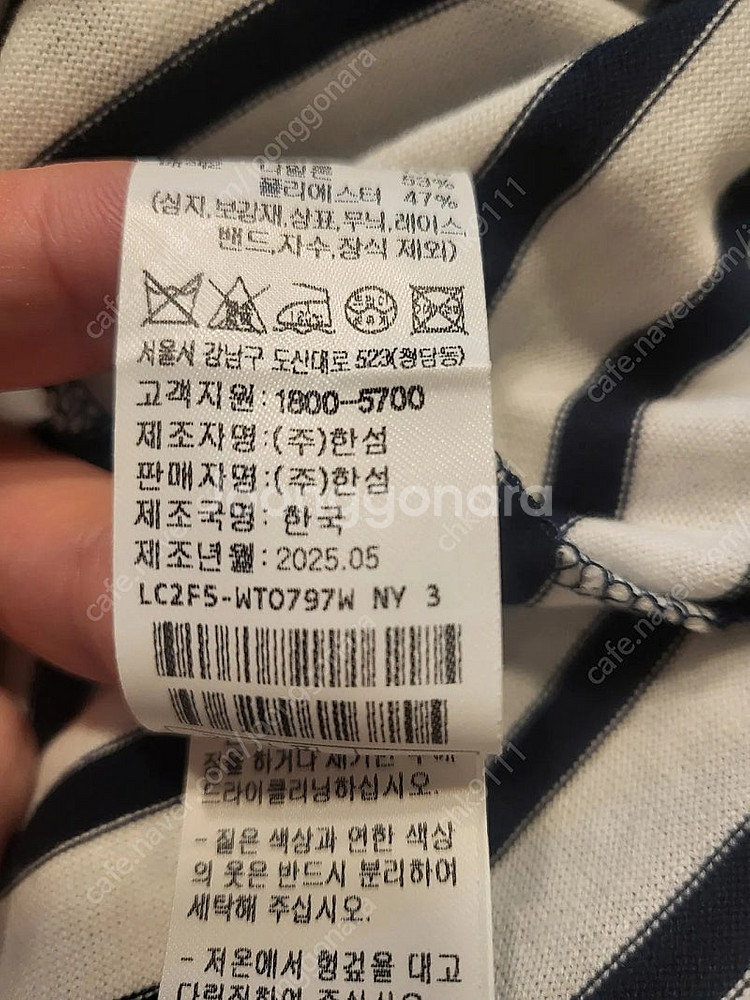 나일론 53%
폴리에스터 47%
(심지,보강재,상표,무늬,레이스,
밴드,자수,장식 제외)
서울시 강남구 도산대로 523(청담동)
고객지원:1800-5700
제조자명:(주)한섬
판매자명:(주)한섬
제조국명: 한국
제조년월:2025.05
LC2F5-WTO797W NY 3
드라이클리닝하십시오.
- 짙은 색상과 연한 색상
의 옷은 반드시 분리하여
세탁해 주십시오.
- 저온에서 헝겊을 대고
joonggonara